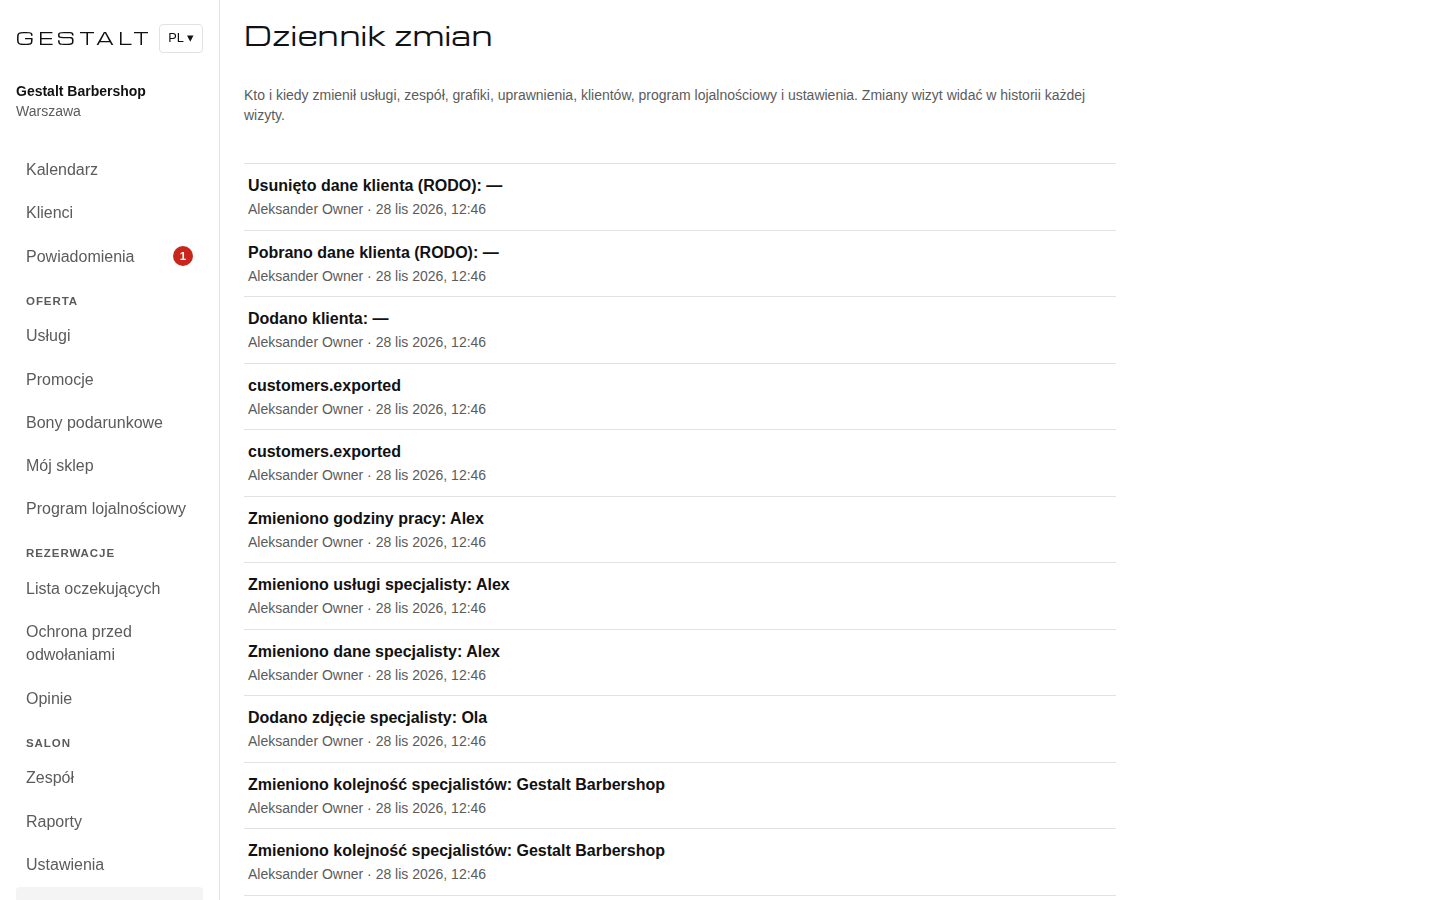 GESTALT
PL ▾
Gestalt Barbershop
Warszawa
Kalendarz
Klienci
Powiadomienia
1
OFERTA
Usługi
Promocje
Bony podarunkowe
Mój sklep
Program lojalnościowy
REZERWACJE
Lista oczekujących
Ochrona przed
odwołaniami
Opinie
SALON
Zespół
Raporty
Ustawienia
Dziennik zmian
Kto i kiedy zmienił usługi, zespół, grafiki, uprawnienia, klientów, program lojalnościowy i ustawienia. Zmiany wizyt widać w historii każdej
wizyty.
Usunięto dane klienta (RODO): —
Aleksander Owner · 28 lis 2026, 12:46
Pobrano dane klienta (RODO): —
Aleksander Owner · 28 lis 2026, 12:46
Dodano klienta: —
Aleksander Owner · 28 lis 2026, 12:46
customers.exported
Aleksander Owner · 28 lis 2026, 12:46
customers.exported
Aleksander Owner · 28 lis 2026, 12:46
Zmieniono godziny pracy: Alex
Aleksander Owner · 28 lis 2026, 12:46
Zmieniono usługi specjalisty: Alex
Aleksander Owner · 28 lis 2026, 12:46
Zmieniono dane specjalisty: Alex
Aleksander Owner · 28 lis 2026, 12:46
Dodano zdjęcie specjalisty: Ola
Aleksander Owner · 28 lis 2026, 12:46
Zmieniono kolejność specjalistów: Gestalt Barbershop
Aleksander Owner · 28 lis 2026, 12:46
Zmieniono kolejność specjalistów: Gestalt Barbershop
Aleksander Owner · 28 lis 2026, 12:46